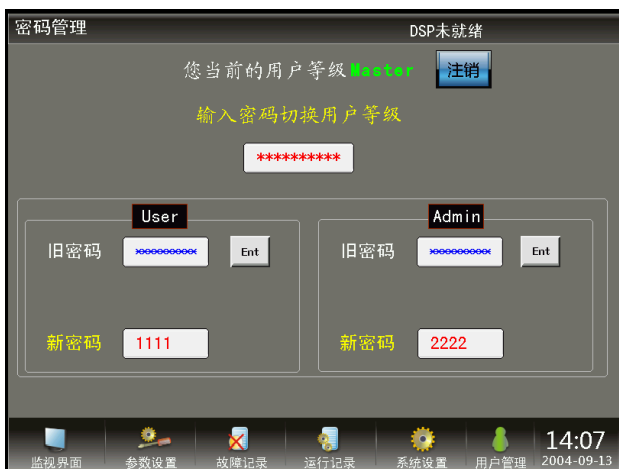 密码管理 DSP未就绪
您当前的用户等级Master 注销
输入密码切换用户等级
**********
User Admin
旧密码 ********** Ent 旧密码 ********** Ent
新密码 1111 新密码 2222
监视界面 参数设置 故障记录 运行记录 系统设置 用户管理 14:07
2004-09-13